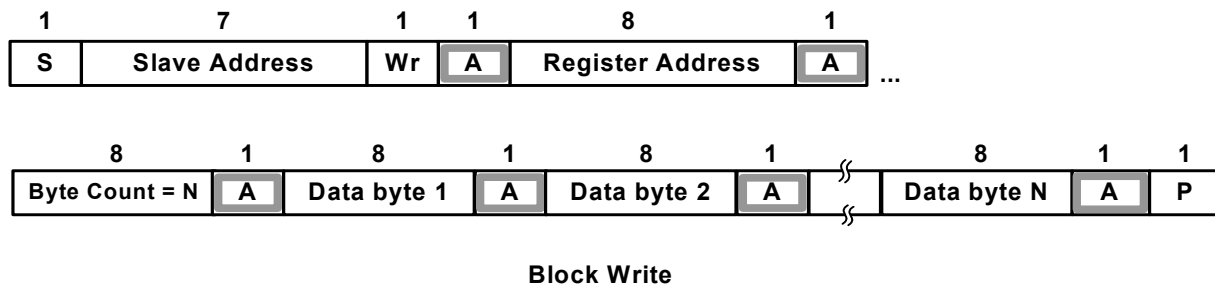 1 7 1 1 8 1
S Slave Address Wr A Register Address A ...
8 1 8 1 8 1 8 1 1
Byte Count = N A Data byte 1 A Data byte 2 A Data byte N A P
Block Write